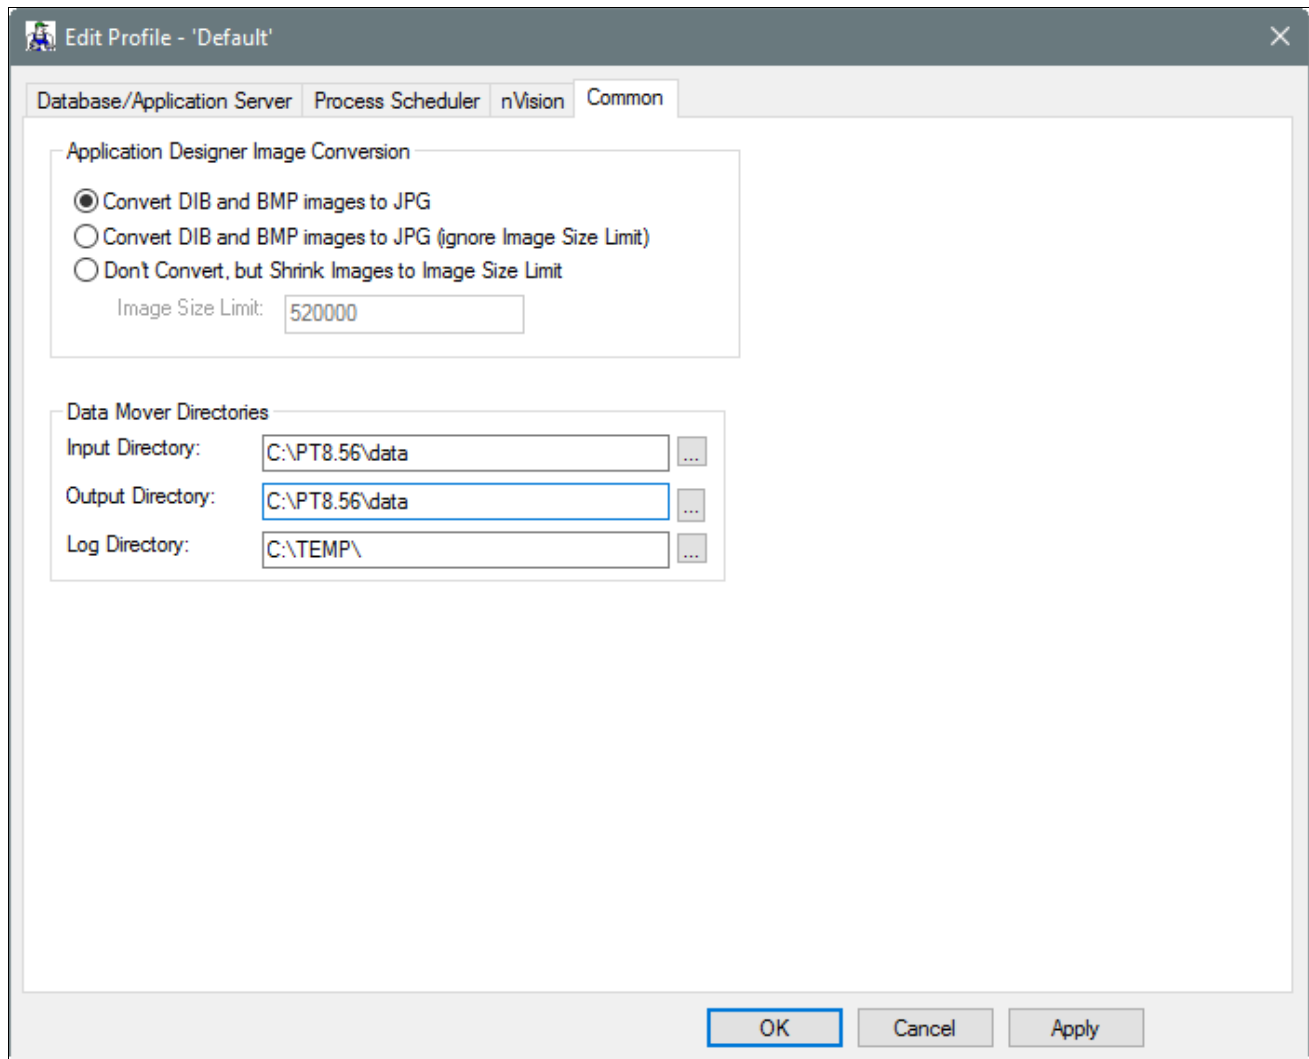 Edit Profile - 'Default'
Database/Application Server Process Scheduler nVision Common
Application Designer Image Conversion
Convert DIB and BMP images to JPG
Convert DIB and BMP images to JPG (ignore Image Size Limit)
Don't Convert, but Shrink Images to Image Size Limit
Image Size Limit: 520000
Data Mover Directories
Input Directory: C:\PT8.56\data ...
Output Directory: C:\PT8.56\data ...
Log Directory: C:\TEMP\ ...
OK Cancel Apply